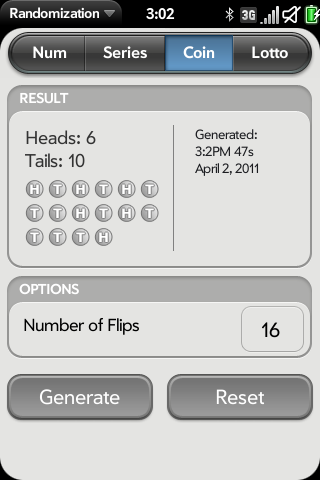 Randomization 3:02 3G
Num Series Coin Lotto
RESULT
Heads: 6
Tails: 10
H T H T H T
T T T H T T
T T T H
Generated:
3:2PM 47s
April 2, 2011
OPTIONS
Number of Flips 16
Generate Reset